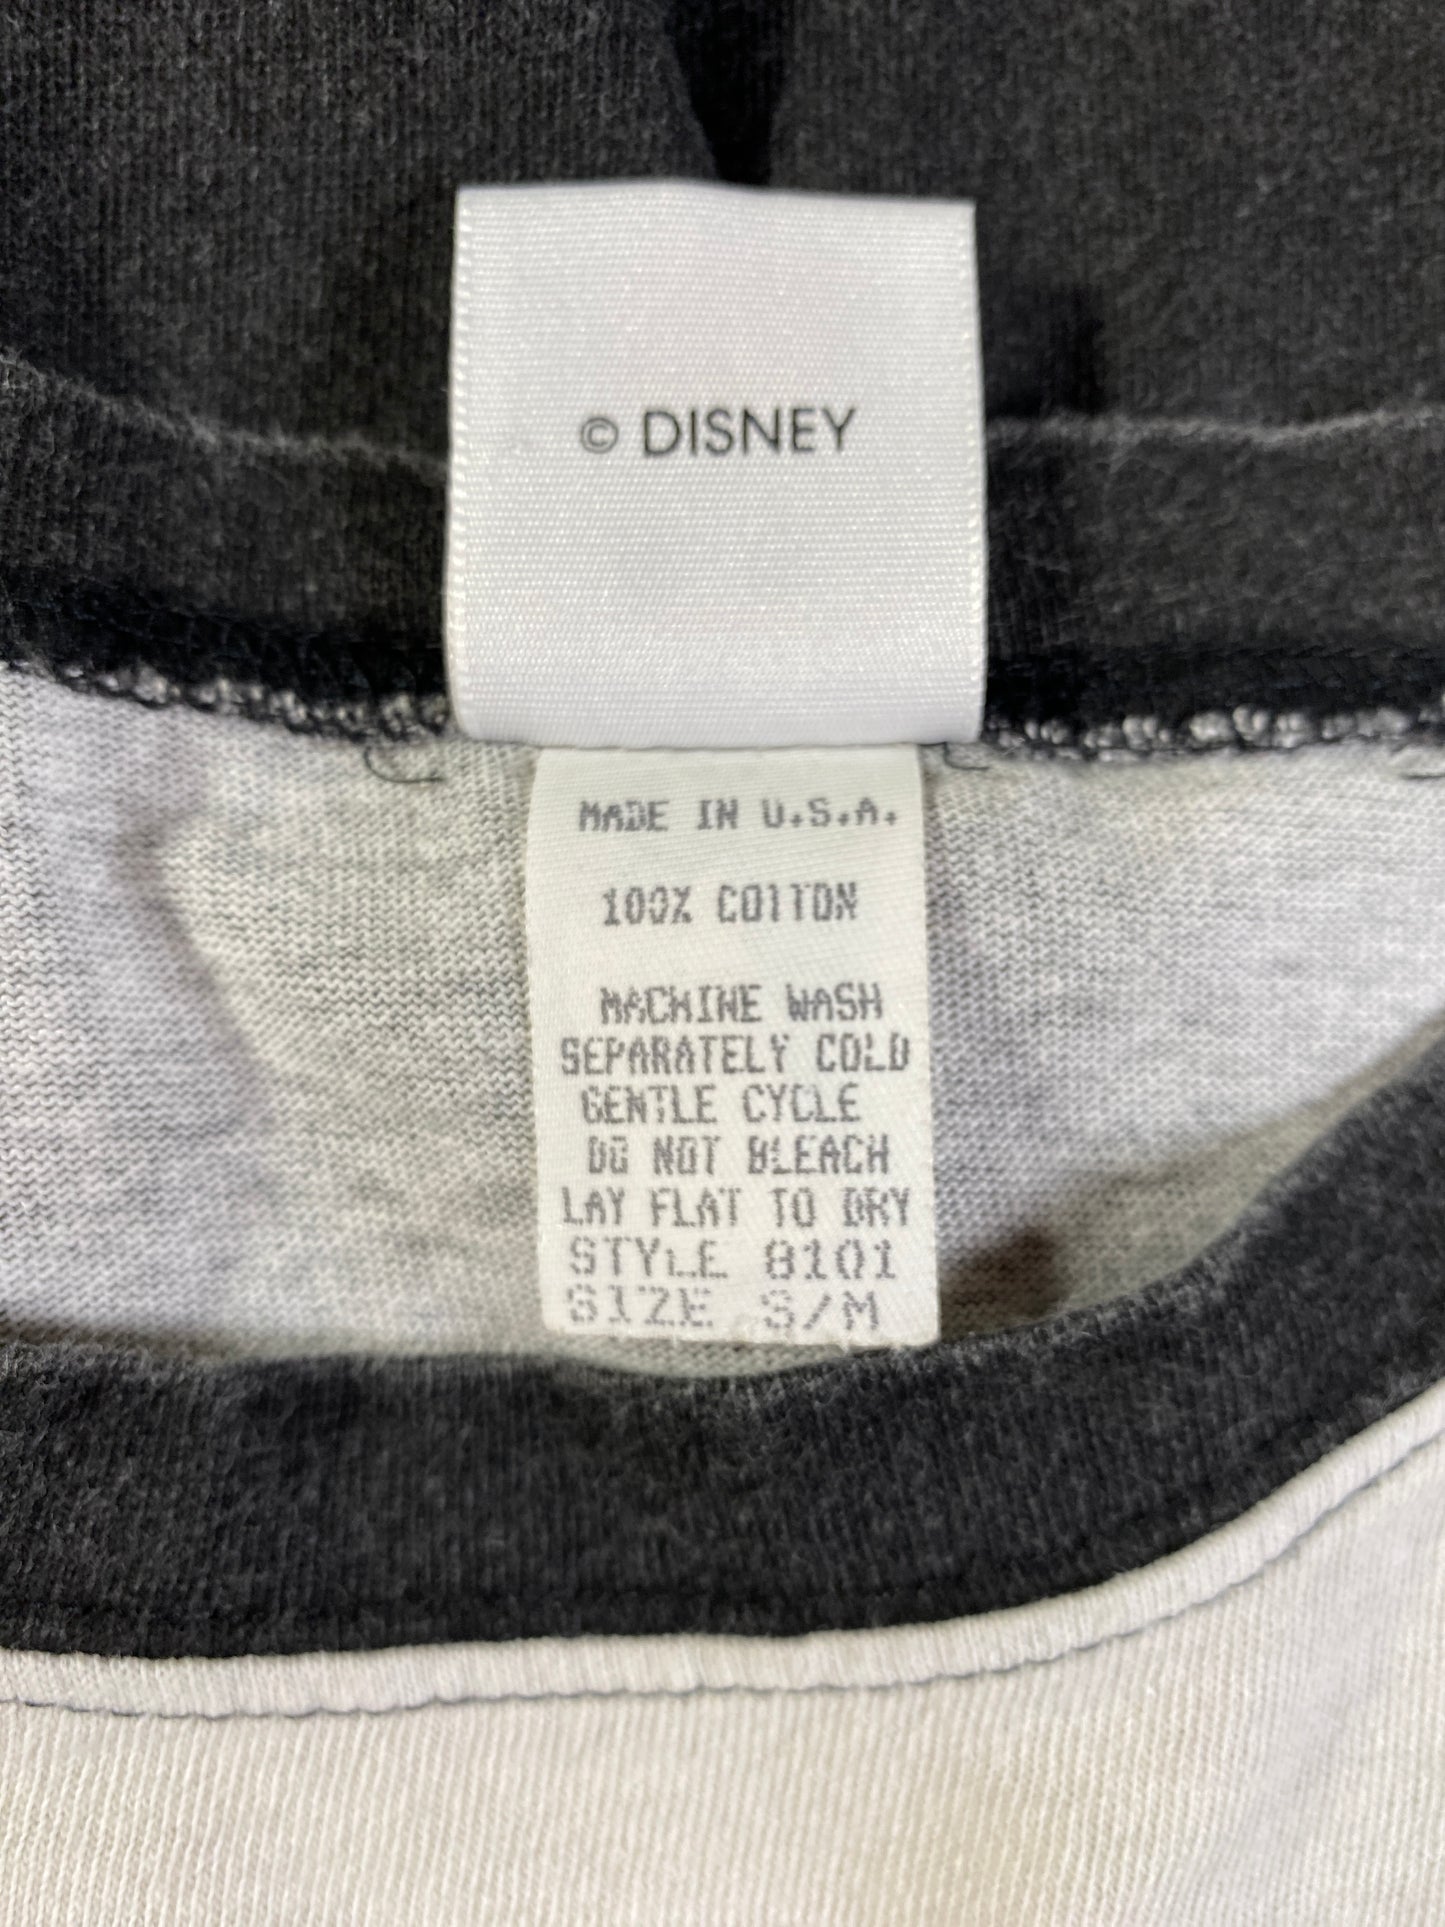 © DISNEY
MADE IN U.S.A.
100% COTTON
MACHINE WASH
SEPARATELY COLD
GENTLE CYCLE
DO NOT BLEACH
LAY FLAT TO DRY
STYLE 8101
SIZE S/M